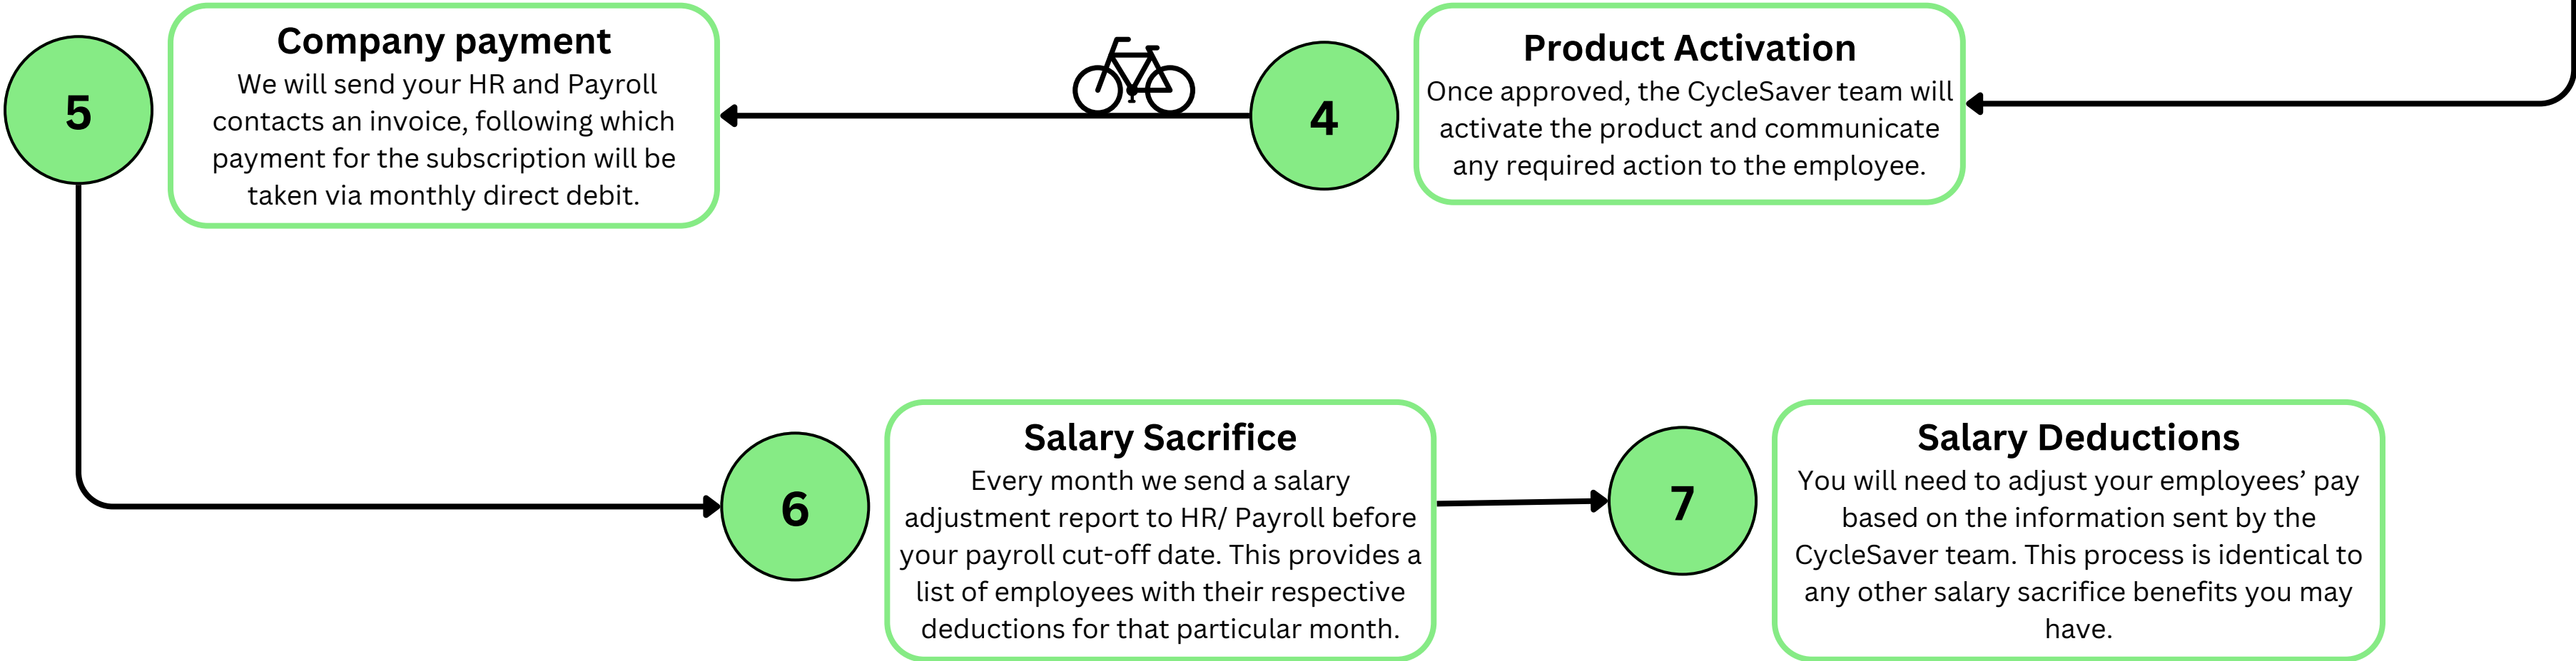 4
Product Activation
Once approved, the CycleSaver team will
activate the product and communicate
any required action to the employee.
5
Company payment
We will send your HR and Payroll
contacts an invoice, following which
payment for the subscription will be
taken via monthly direct debit.
6
Salary Sacrifice
Every month we send a salary
adjustment report to HR/ Payroll before
your payroll cut-off date. This provides a
list of employees with their respective
deductions for that particular month.
7
Salary Deductions
You will need to adjust your employees’ pay
based on the information sent by the
CycleSaver team. This process is identical to
any other salary sacrifice benefits you may
have.